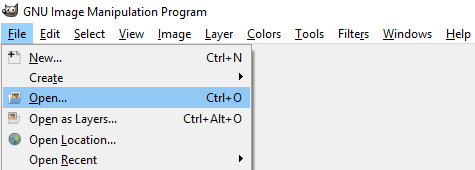 GNU Image Manipulation Program
File Edit Select View Image Layer Colors Tools Filters Windows Help
New... Ctrl+N
Create
Open... Ctrl+O
Open as Layers... Ctrl+Alt+O
Open Location...
Open Recent